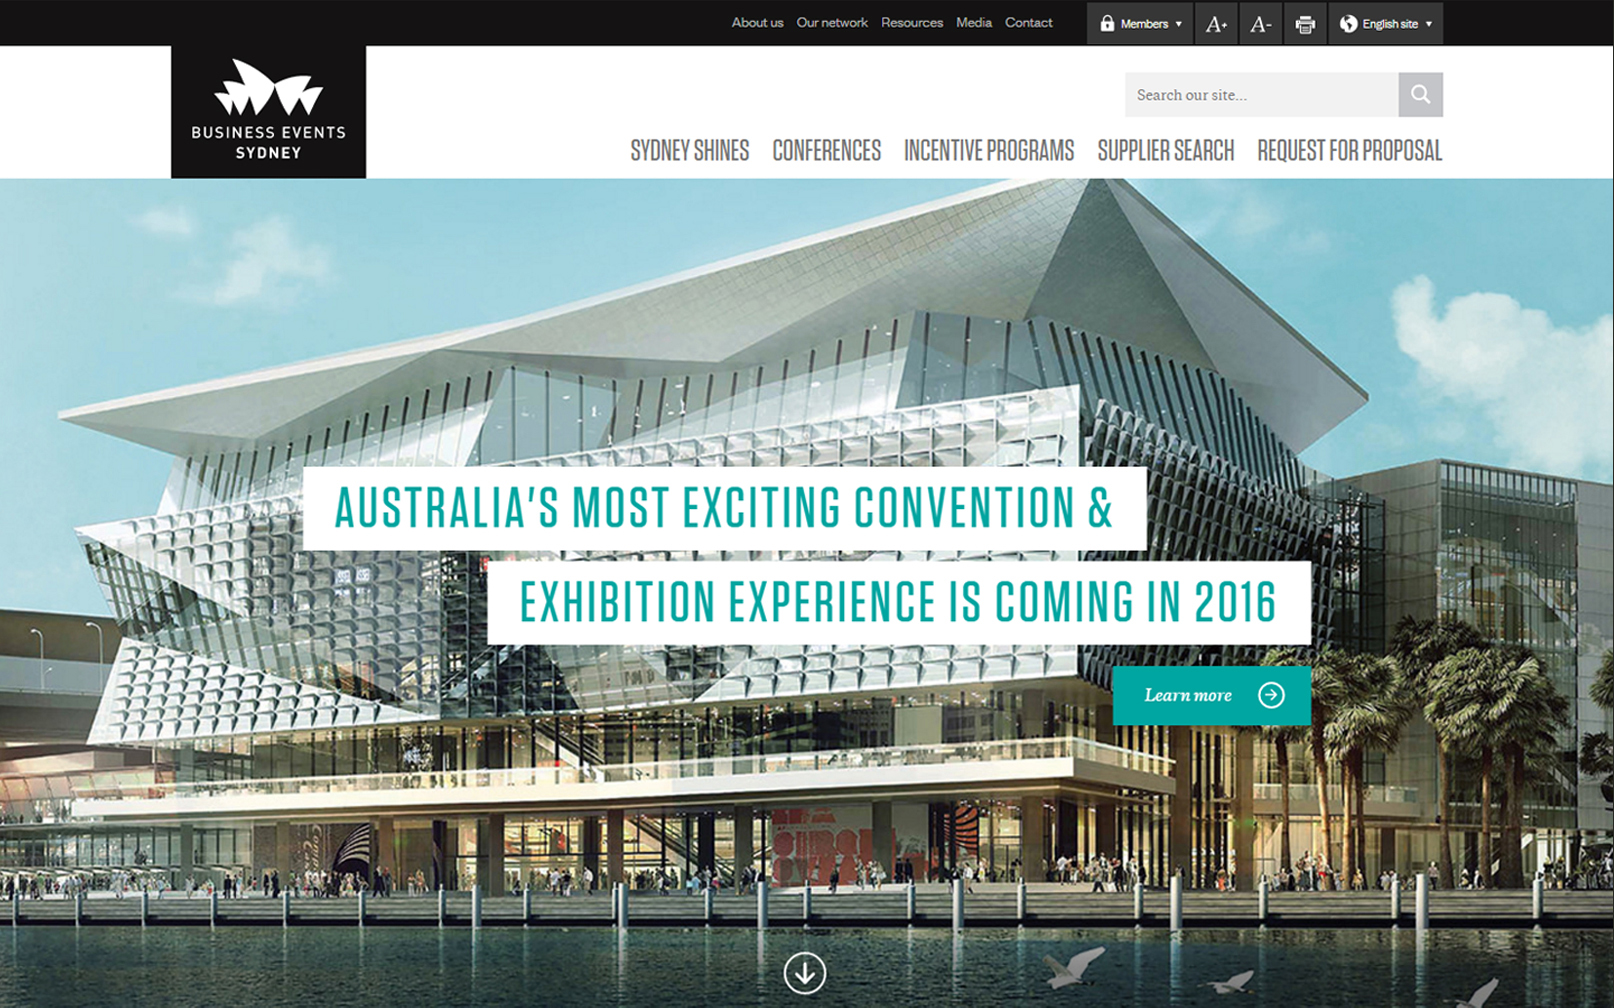 About us Our network Resources Media Contact Members A+ A- English site
BUSINESS EVENTS
SYDNEY
Search our site...
SYDNEY SHINES CONFERENCES INCENTIVE PROGRAMS SUPPLIER SEARCH REQUEST FOR PROPOSAL
AUSTRALIA'S MOST EXCITING CONVENTION &
EXHIBITION EXPERIENCE IS COMING IN 2016
Learn more